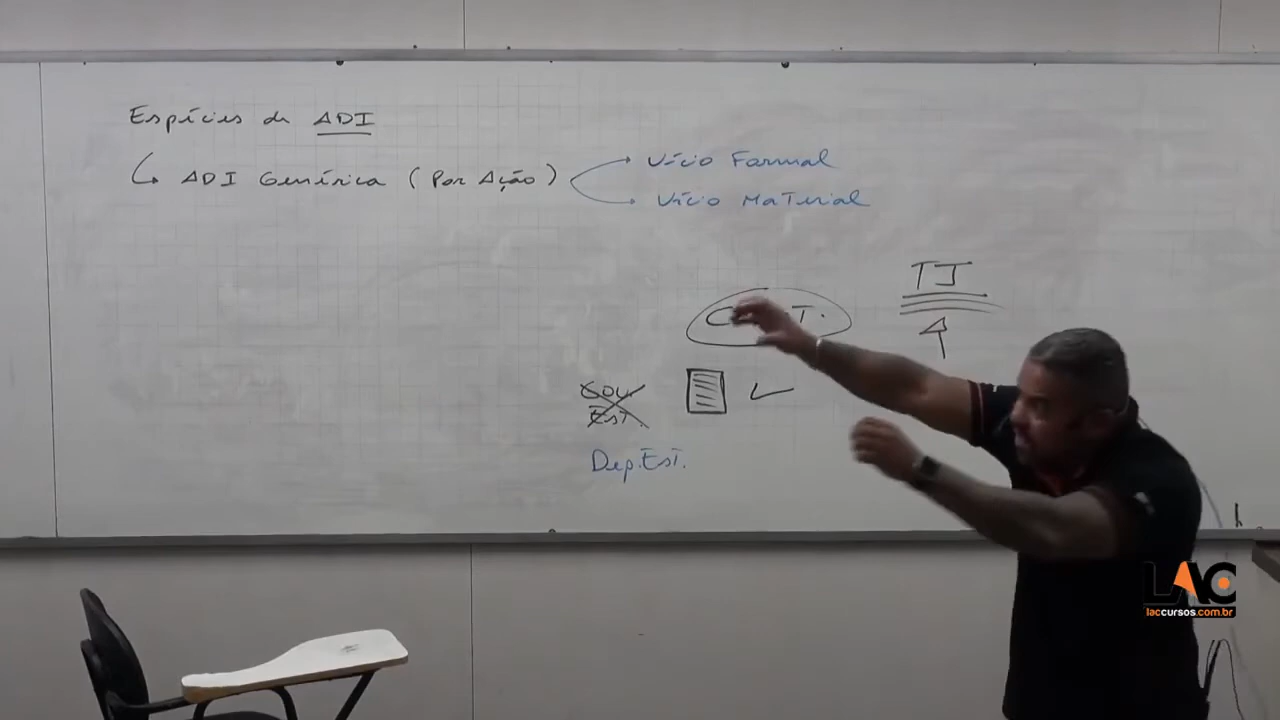 Espécies de ADI
ADI Genérica (Por Ação)
Vício Formal
Vício Material
TJ
Gov.
Est.
Dep. Est.
LAC
laccursos.com.br